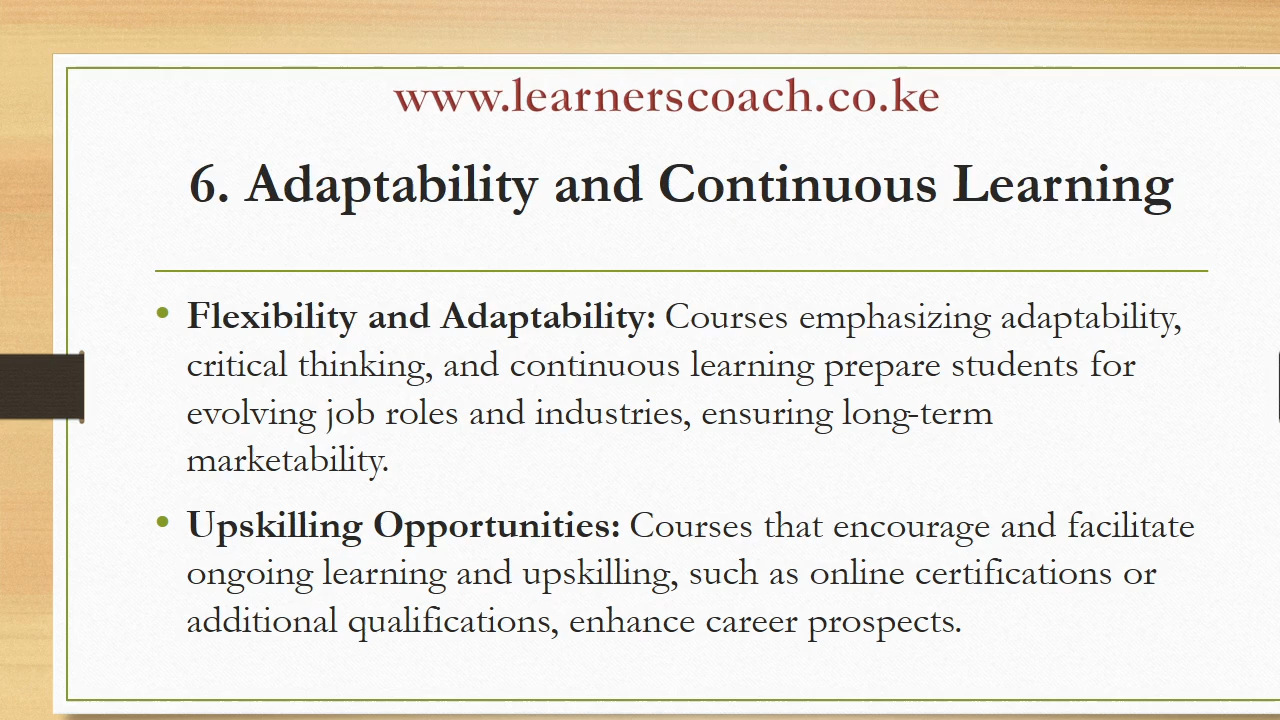 www.learnerscoach.co.ke
6. Adaptability and Continuous Learning
• Flexibility and Adaptability: Courses emphasizing adaptability,
critical thinking, and continuous learning prepare students for
evolving job roles and industries, ensuring long-term
marketability.
• Upskilling Opportunities: Courses that encourage and facilitate
ongoing learning and upskilling, such as online certifications or
additional qualifications, enhance career prospects.